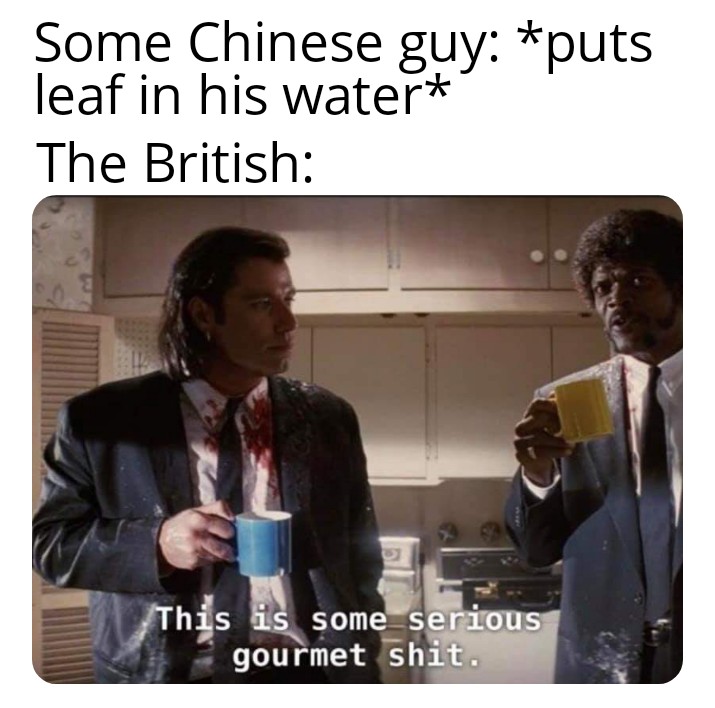 Some Chinese guy: *puts
leaf in his water*
The British:
This is some serious
gourmet shit.